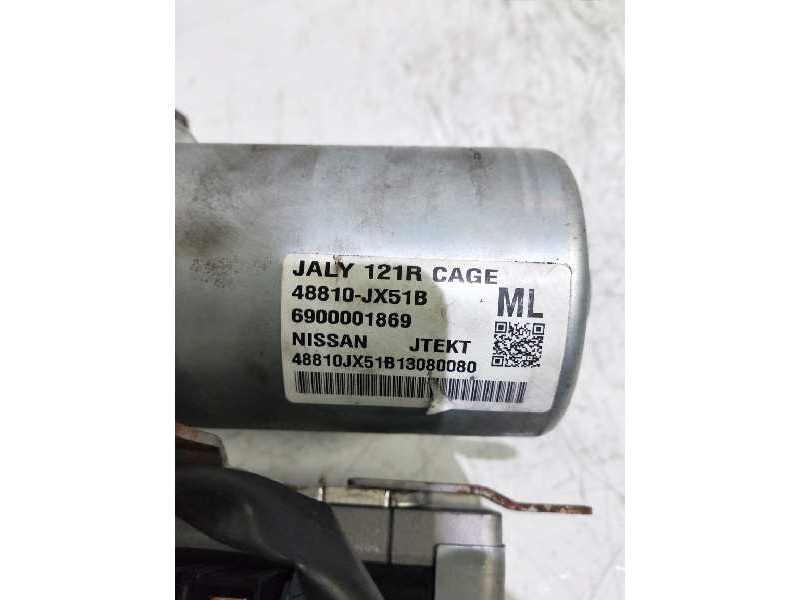 JALY 121R CAGE
48810-JX51B
ML
6900001869
NISSAN JTEKT
48810JX51B13080080